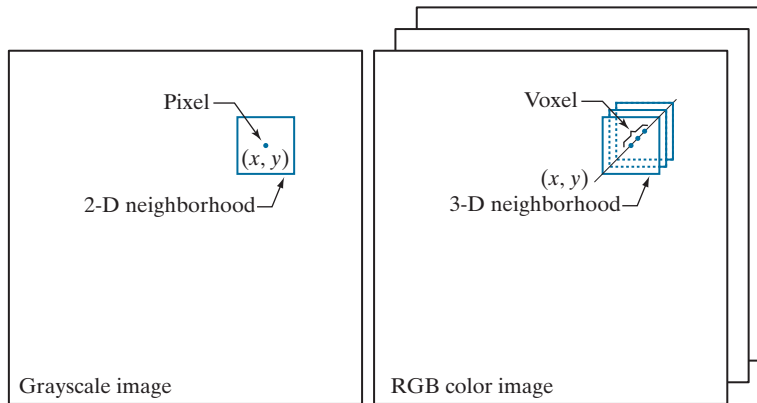 Pixel
(x, y)
2-D neighborhood
Grayscale image
Voxel
(x, y)
3-D neighborhood
RGB color image